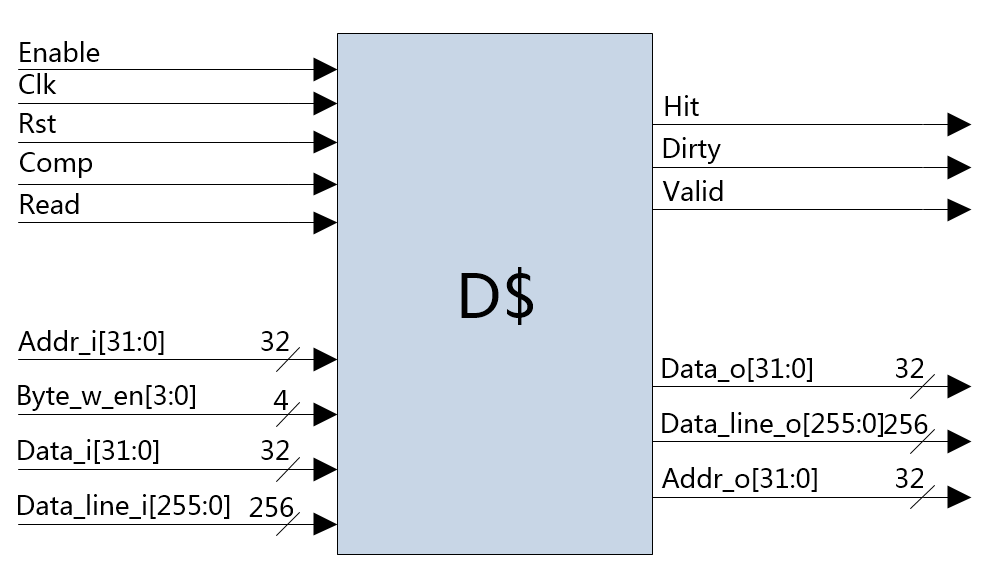 Enable
Clk
Rst
Comp
Read
Addr_i[31:0] 32
Byte_w_en[3:0] 4
Data_i[31:0] 32
Data_line_i[255:0] 256
D$
Hit
Dirty
Valid
Data_o[31:0] 32
Data_line_o[255:0] 256
Addr_o[31:0] 32